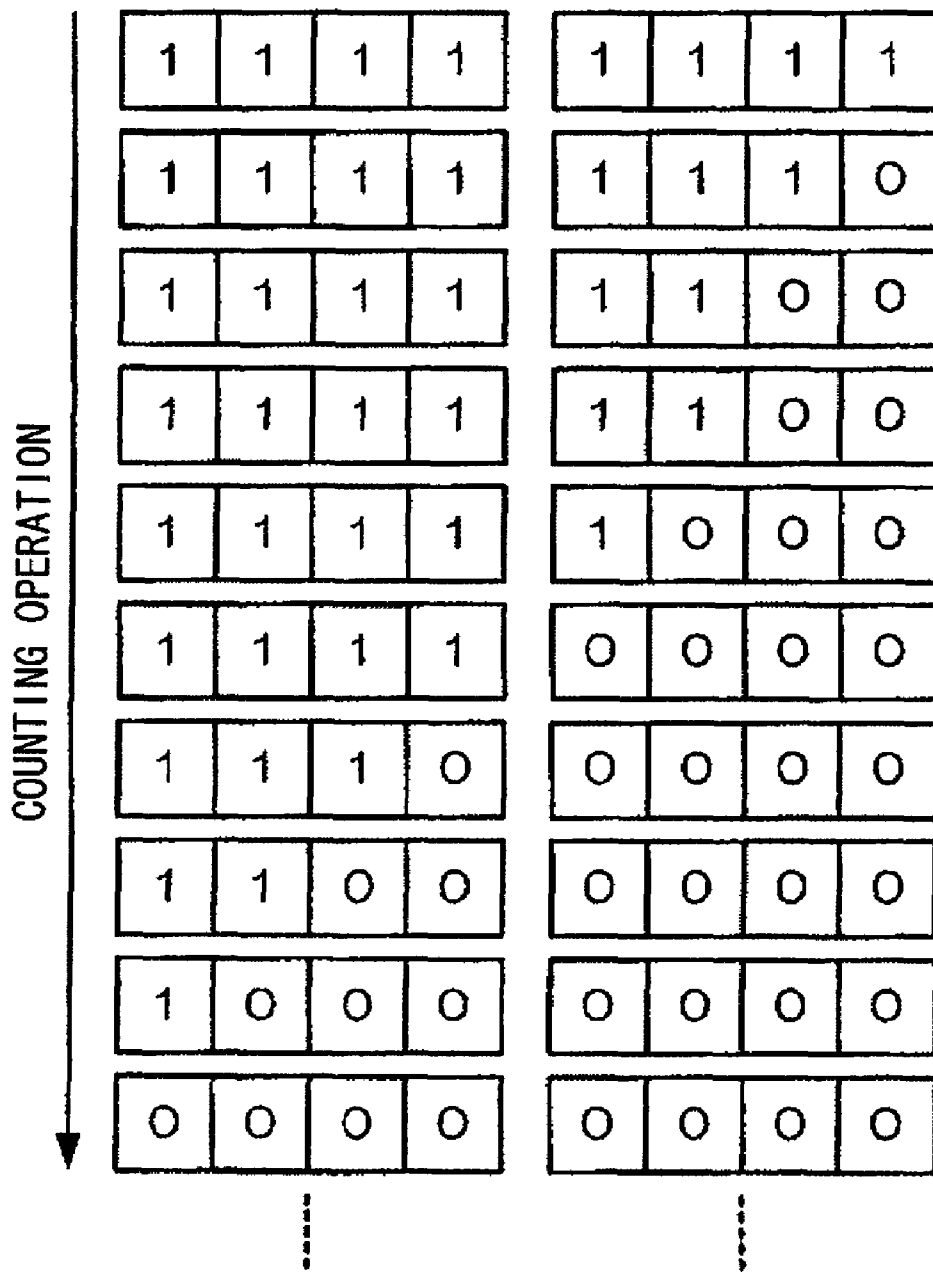 COUNTING OPERATION
1 1 1 1 1 1 1 1
1 1 1 1 1 1 1 0
1 1 1 1 1 1 0 0
1 1 1 1 1 1 0 0
1 1 1 1 1 0 0 0
1 1 1 1 0 0 0 0
1 1 1 0 0 0 0 0
1 1 0 0 0 0 0 0
1 0 0 0 0 0 0 0
0 0 0 0 0 0 0 0